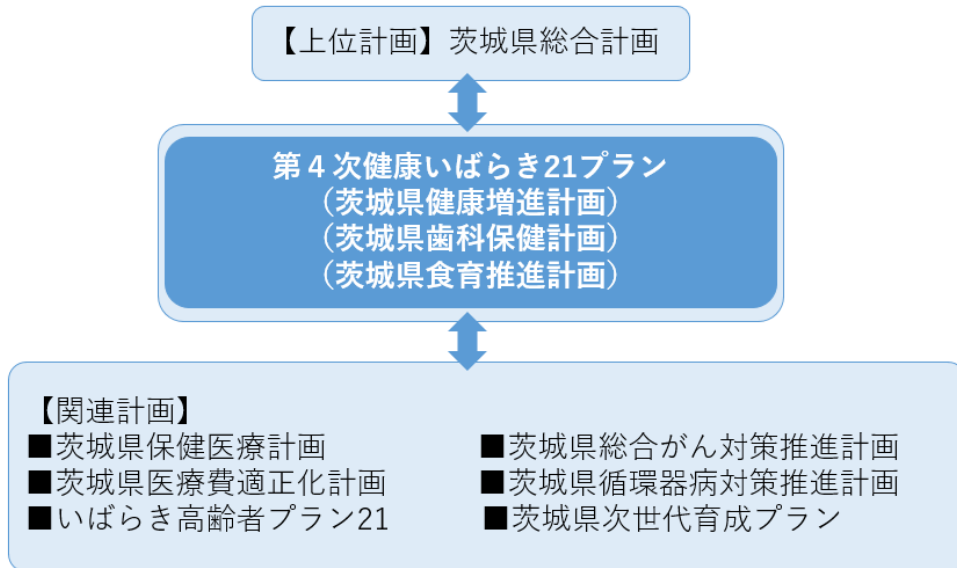 【上位計画】茨城県総合計画
第４次健康いばらき21プラン
（茨城県健康増進計画）
（茨城県歯科保健計画）
（茨城県食育推進計画）
【関連計画】
■茨城県保健医療計画
■茨城県総合がん対策推進計画
■茨城県医療費適正化計画
■茨城県循環器病対策推進計画
■いばらき高齢者プラン21
■茨城県次世代育成プラン